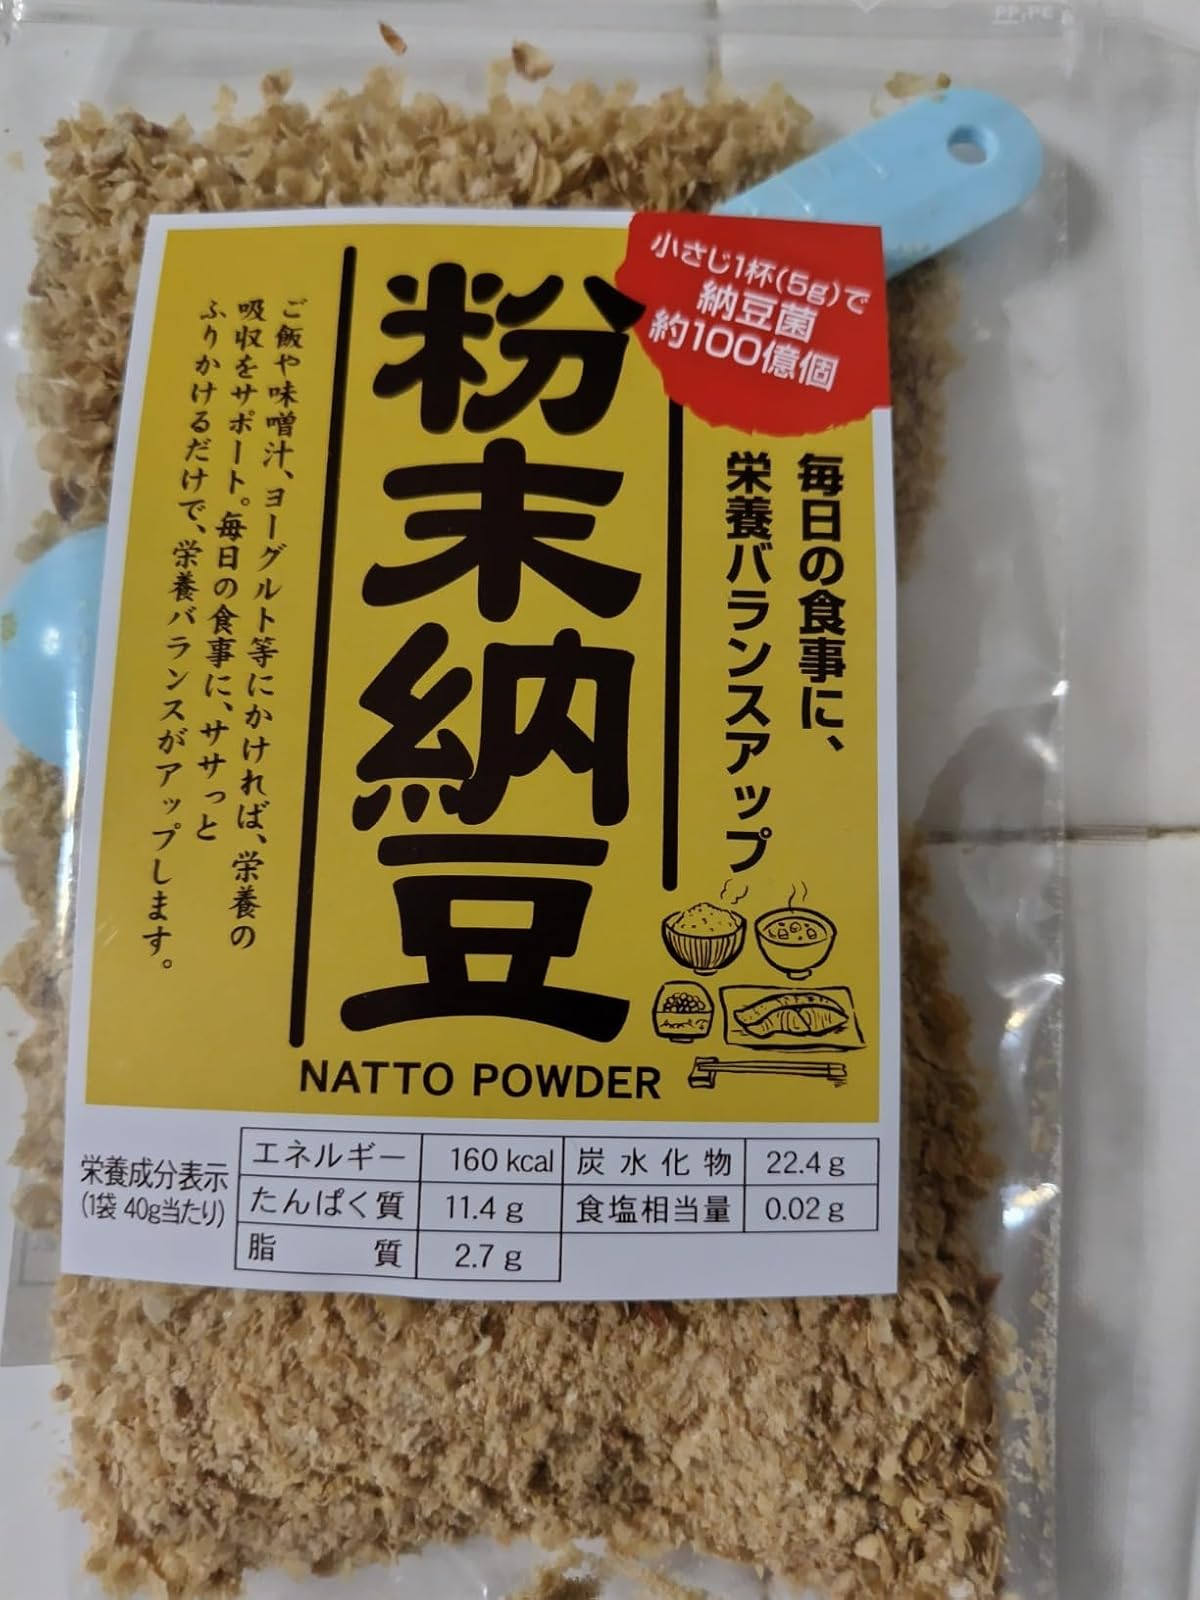 PP,PE
小さじ1杯(5g)で
納豆菌
約100億個
毎日の食事に、
栄養バランスアップ
粉末納豆
ご飯や味噌汁、ヨーグルト等にかければ、栄養の
吸収をサポート。毎日の食事に、ササっと
ふりかけるだけで、栄養バランスがアップします。
NATTO POWDER
栄養成分表示
(1袋 40g当たり)
エネルギー 160 kcal 炭水化物 22.4 g
たんぱく質 11.4 g 食塩相当量 0.02 g
脂質 2.7 g